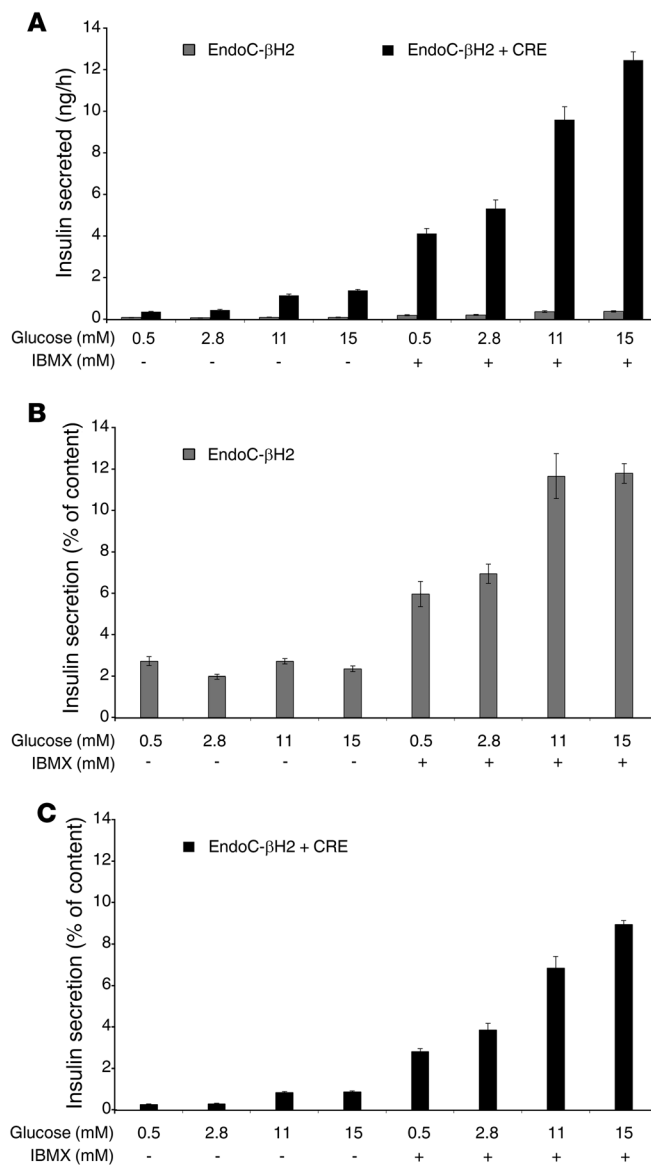 A
EndoC-βH2
EndoC-βH2 + CRE
Insulin secreted (ng/h)
14
12
10
8
6
4
2
0
Glucose (mM) 0.5 2.8 11 15 0.5 2.8 11 15
IBMX (mM) - - - - + + + +
B
EndoC-βH2
Insulin secretion (% of content)
14
12
10
8
6
4
2
0
Glucose (mM) 0.5 2.8 11 15 0.5 2.8 11 15
IBMX (mM) - - - - + + + +
C
EndoC-βH2 + CRE
Insulin secretion (% of content)
14
12
10
8
6
4
2
0
Glucose (mM) 0.5 2.8 11 15 0.5 2.8 11 15
IBMX (mM) - - - - + + + +